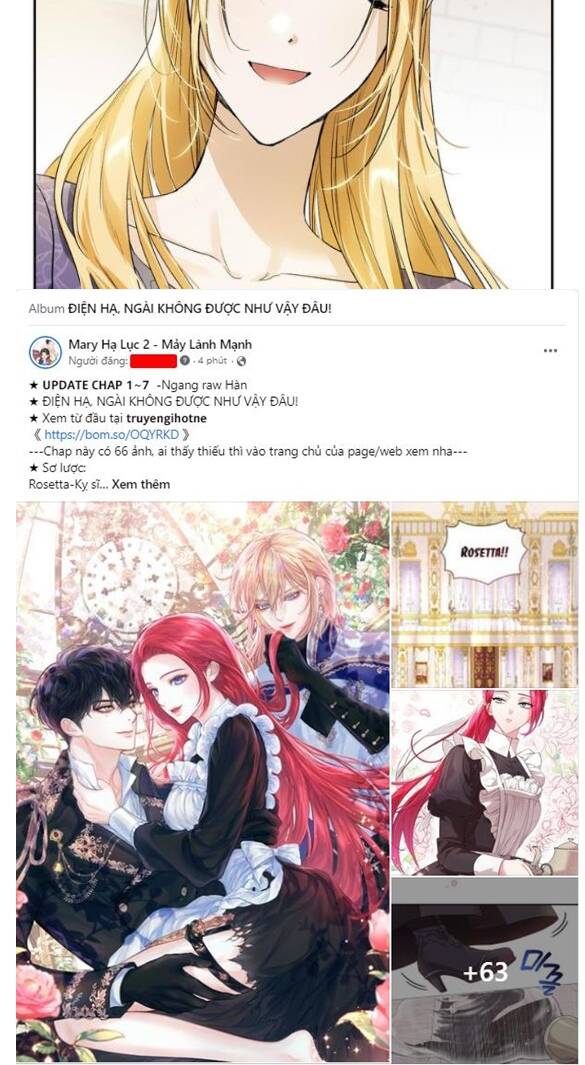 Album ĐIỆN HẠ, NGÀI KHÔNG ĐƯỢC NHƯ VẬY ĐÂU!
Mary Hạ Lục 2 - Mảy Lành Mạnh
Người đăng: · 4 phút ·
★ UPDATE CHAP 1~7 -Ngang raw Hàn
★ ĐIỆN HẠ, NGÀI KHÔNG ĐƯỢC NHƯ VẬY ĐÂU!
★ Xem từ đầu tại truyengihotne
《 https://bom.so/OQYRKD 》
---Chap này có 66 ảnh, ai thấy thiếu thì vào trang chủ của page/web xem nha---
★ Sơ lược:
Rosetta-Kỵ sĩ... Xem thêm
ROSETTA!!
+63
미끌